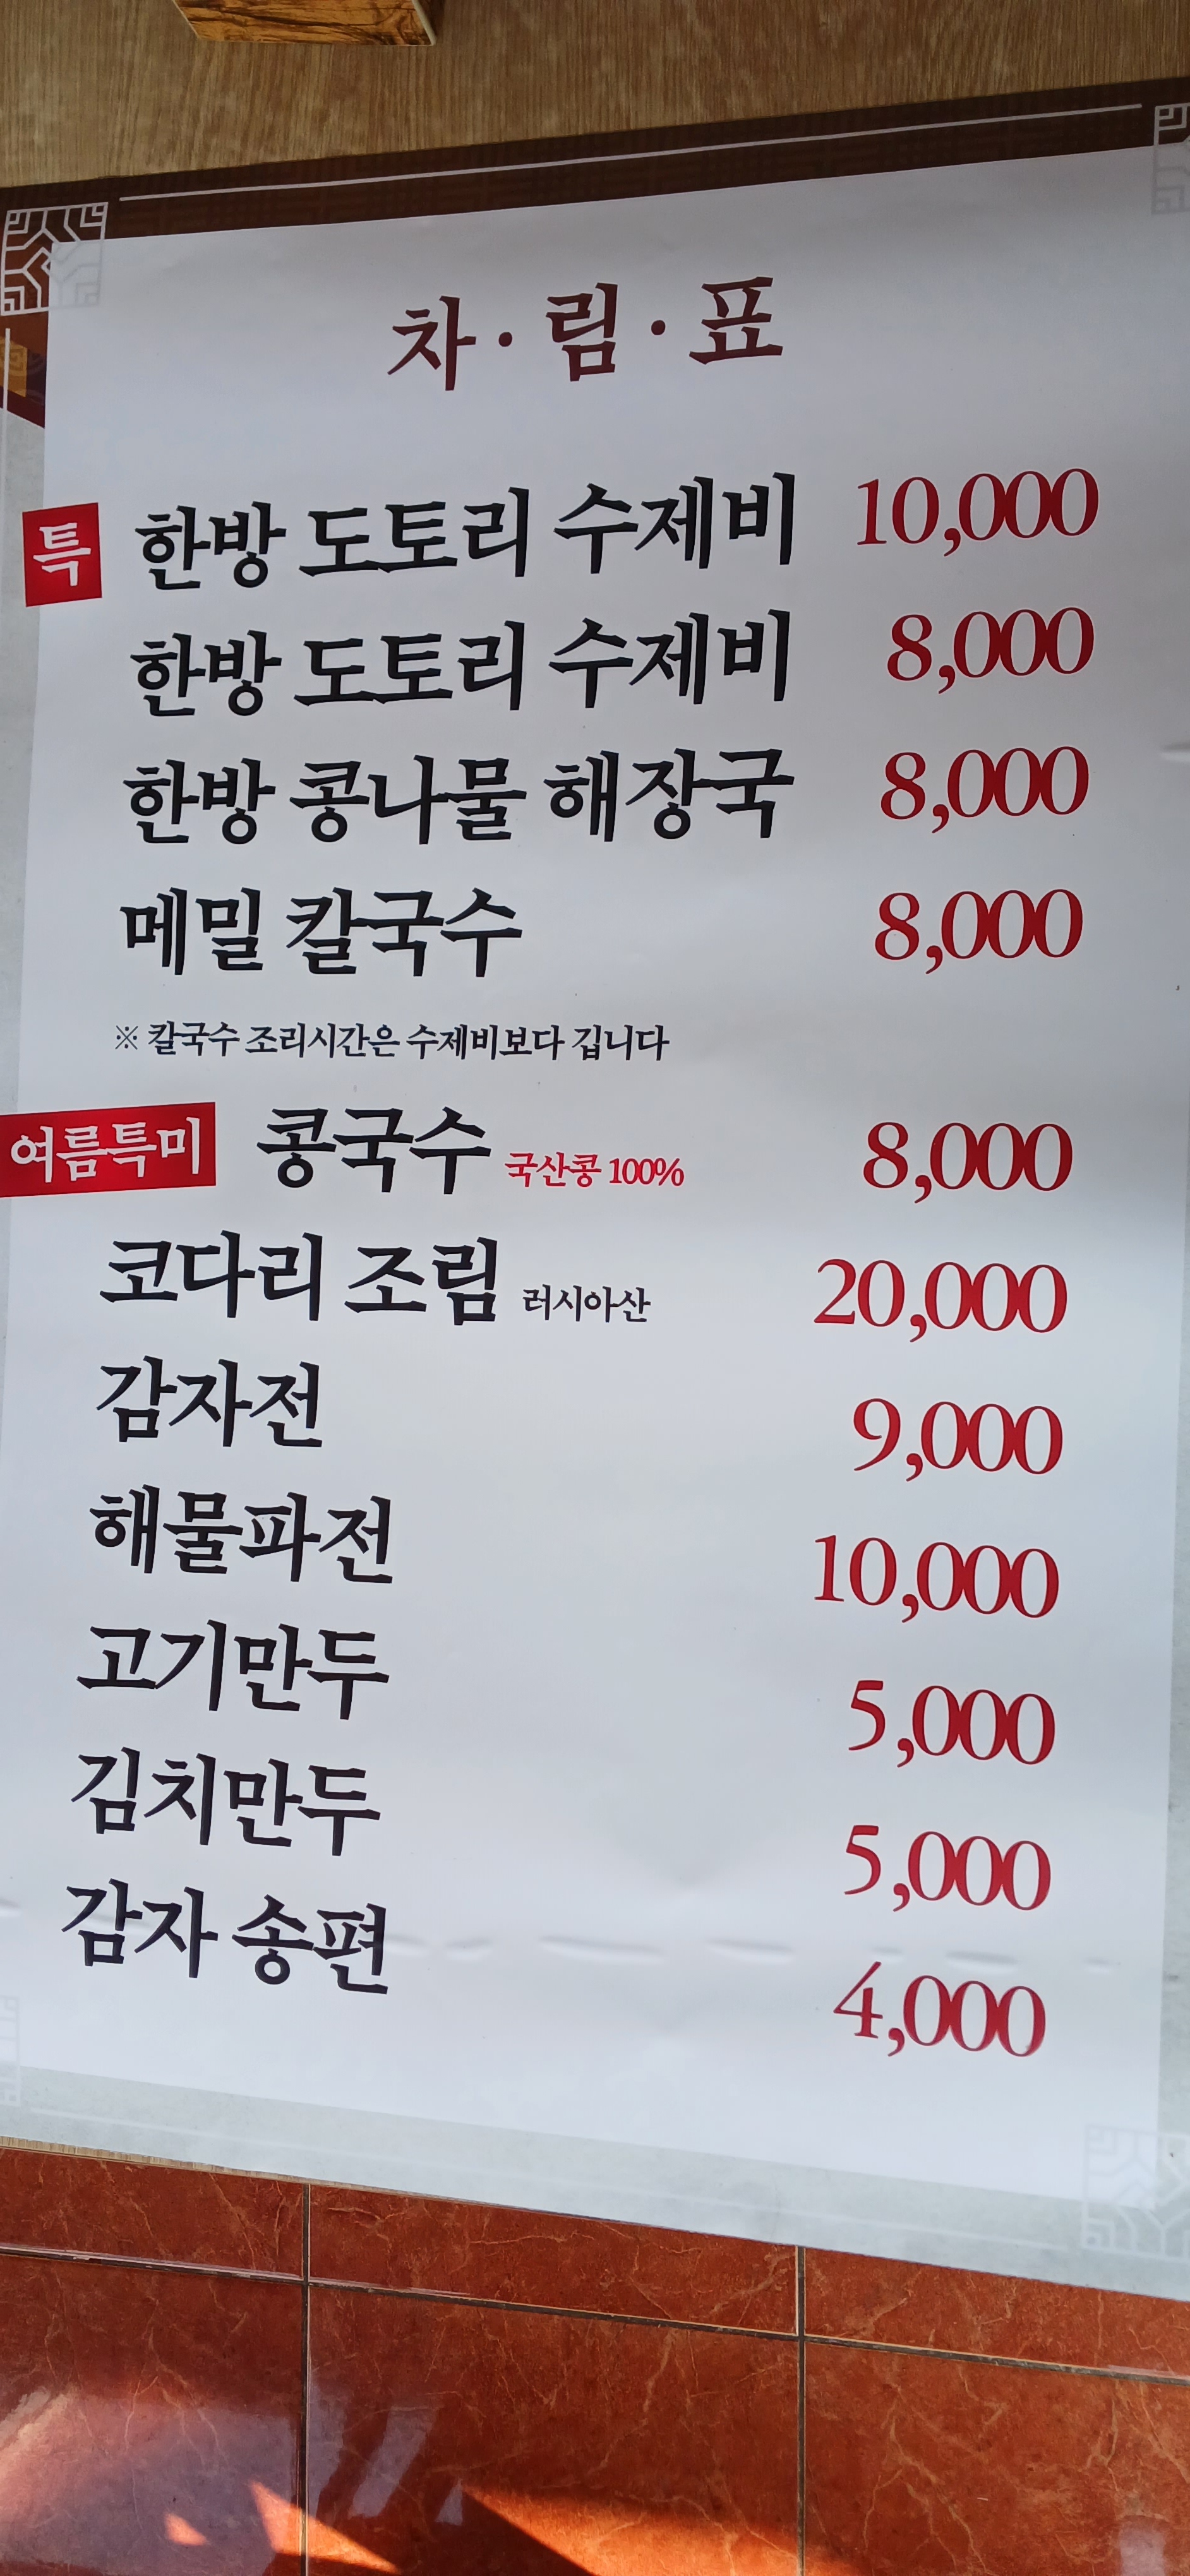 차·림·표
특 한방 도토리 수제비 10,000
한방 도토리 수제비 8,000
한방 콩나물 해장국 8,000
메밀 칼국수 8,000
※ 칼국수 조리시간은 수제비보다 깁니다
여름특미 콩국수 국산콩 100% 8,000
코다리 조림 러시아산 20,000
감자전 9,000
해물파전 10,000
고기만두 5,000
김치만두 5,000
감자 송편 4,000